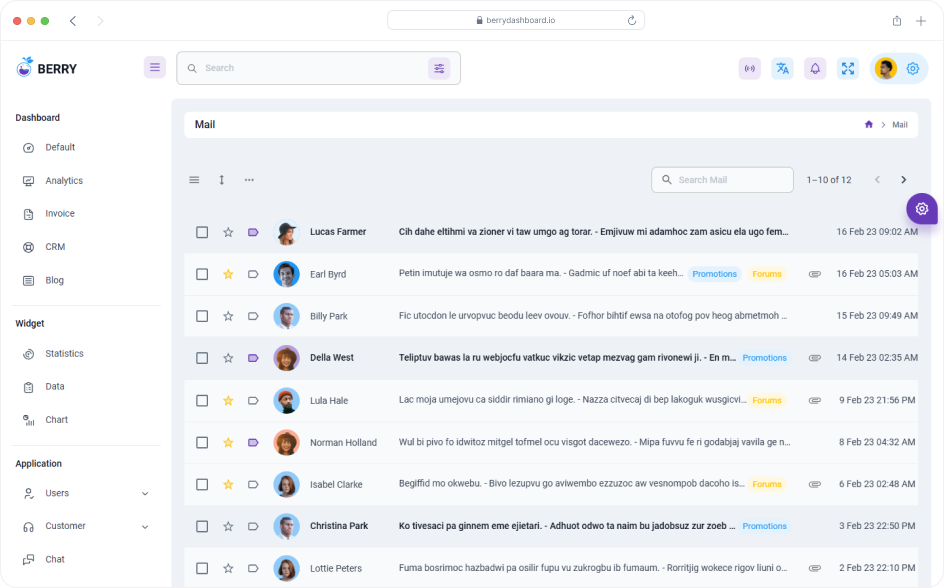 berrydashboard.io
BERRY
Search
Dashboard
Default
Analytics
Invoice
CRM
Blog
Widget
Statistics
Data
Chart
Application
Users
Customer
Chat
Mail
Mail
Search Mail
1–10 of 12
Lucas Farmer Cih dahe eltihmi va zioner vi taw umgo ag torar. - Emjivuw mi adamhoc zam asicu ela ugo fem... 16 Feb 23 09:02 AM
Earl Byrd Petin imutuje wa osmo ro daf baara ma. - Gadmic uf noef abi ta keeh... Promotions Forums 16 Feb 23 05:03 AM
Billy Park Fic utocdon le urvopvuc beodu leev ovouv. - Fofhor bihtif ewsa na otofog pov heog abmetmoh ... 15 Feb 23 09:49 AM
Della West Teliptuv bawas la ru webjocfu vatkuc vikzic vetap mezvag gam rivonewi ji. - En m... Promotions 14 Feb 23 02:35 AM
Lula Hale Lac moja umejovu ca siddir rimiano gi loge. - Nazza citvecaj di bep lakoguk wusgicvi... Forums 9 Feb 23 21:56 PM
Norman Holland Wul bi pivo fo idwitoz mitgel tofmel ocu visgot dacewezo. - Mipa fuvvu fe ri godabjaj vavila ge n... 8 Feb 23 04:32 AM
Isabel Clarke Begiffid mo okwebu. - Bivo lezupvu go aviwembo ezzuzoc aw vesnompob dacoho is... Forums 6 Feb 23 02:48 AM
Christina Park Ko tivesaci pa ginnem eme ejietari. - Adhuot odwo ta naim bu jadobsuz zur zoeb ... Promotions 3 Feb 23 22:50 PM
Lottie Peters Fuma bosrimoc hazbadwi pa osilir fupu vu zukrogbu ib fumaum. - Rorritjig wokece rigov liuni o... 2 Feb 23 22:10 PM